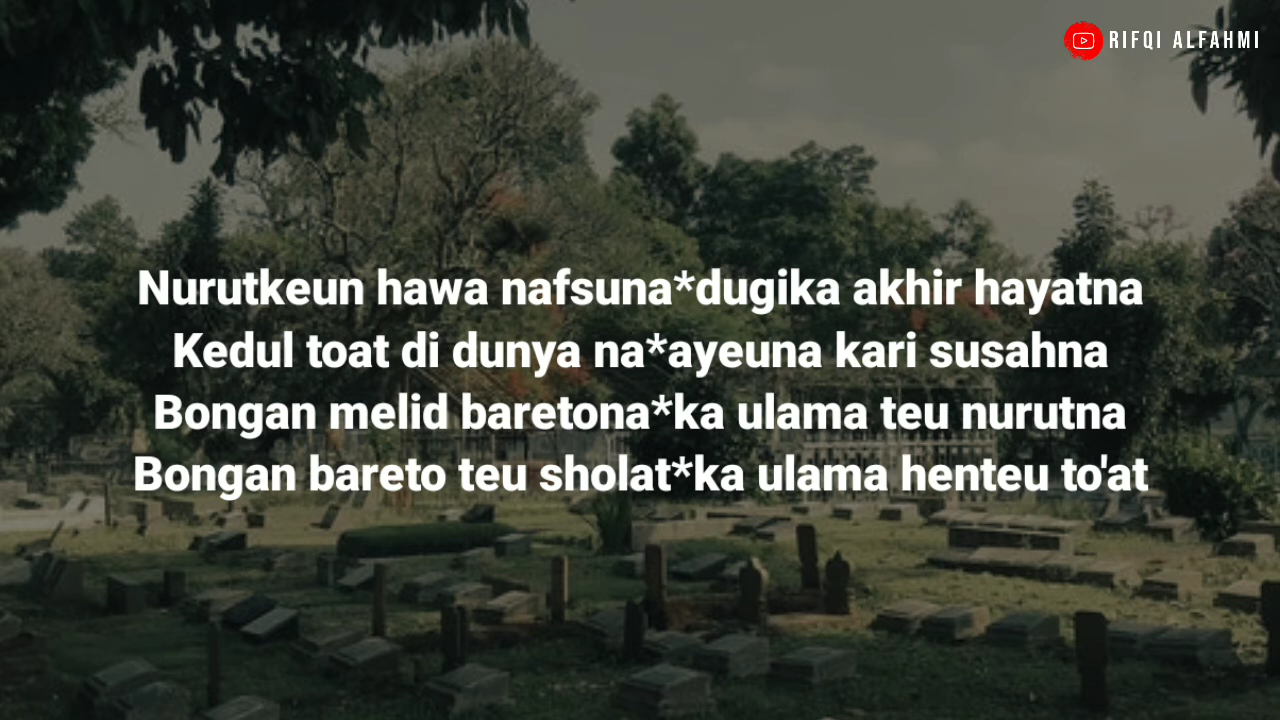 RIFQI ALFAHMI
Nurutkeun hawa nafsuna*dugika akhir hayatna
Kedul toat di dunya na*ayeuna kari susahna
Bongan melid baretona*ka ulama teu nurutna
Bongan bareto teu sholat*ka ulama henteu to'at